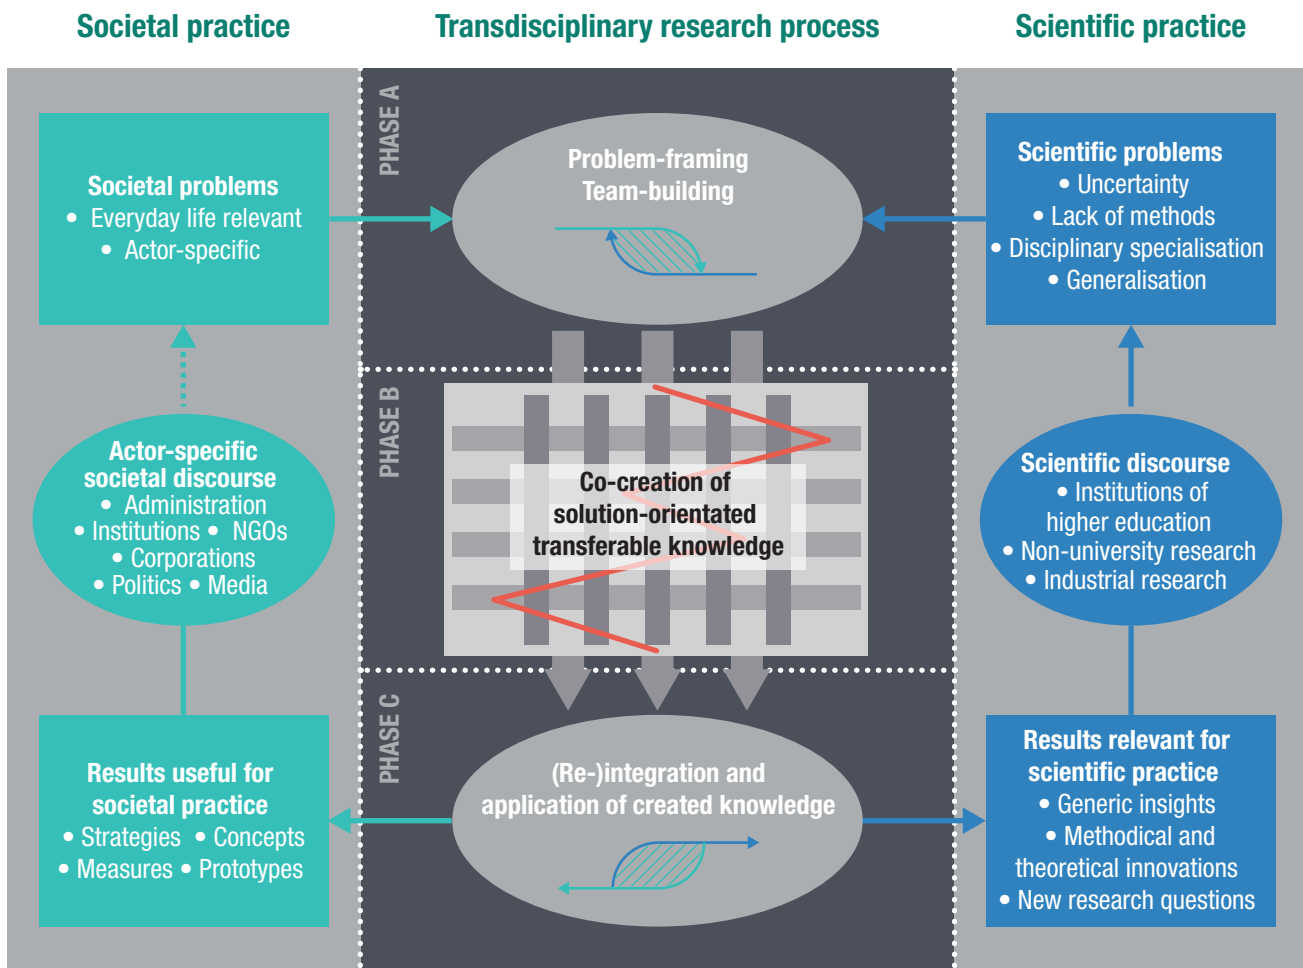 Societal practice
Transdisciplinary research process
Scientific practice
PHASE A
Societal problems
• Everyday life relevant
• Actor-specific
Problem-framing
Team-building
Scientific problems
• Uncertainty
• Lack of methods
• Disciplinary specialisation
• Generalisation
PHASE B
Actor-specific
societal discourse
• Administration
• Institutions • NGOs
• Corporations
• Politics • Media
Co-creation of
solution-orientated
transferable knowledge
Scientific discourse
• Institutions of
higher education
• Non-university research
• Industrial research
PHASE C
Results useful for
societal practice
• Strategies • Concepts
• Measures • Prototypes
(Re-)integration and
application of created knowledge
Results relevant for
scientific practice
• Generic insights
• Methodical and
theoretical innovations
• New research questions